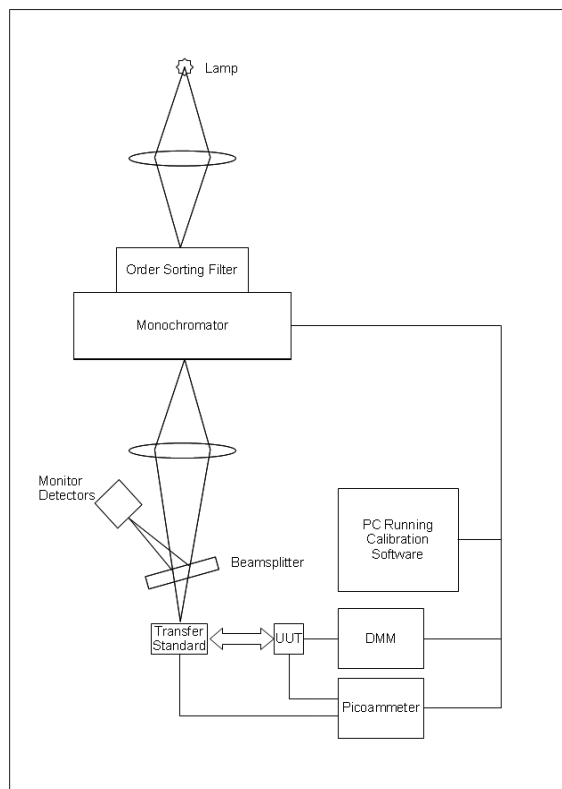 Lamp
Order Sorting Filter
Monochromator
Monitor
Detectors
PC Running
Calibration
Software
Beamsplitter
Transfer
Standard
UUT
DMM
Picoammeter